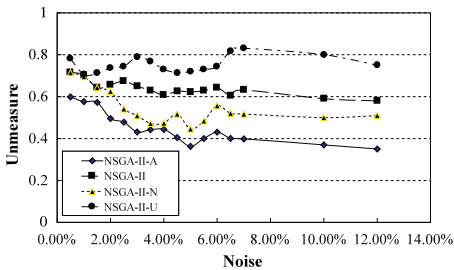 1
0.8
0.6
0.4
0.2
0
Unmeasure
NSGA-II-A
NSGA-II
NSGA-II-N
NSGA-II-U
0.00% 2.00% 4.00% 6.00% 8.00% 10.00% 12.00% 14.00%
Noise